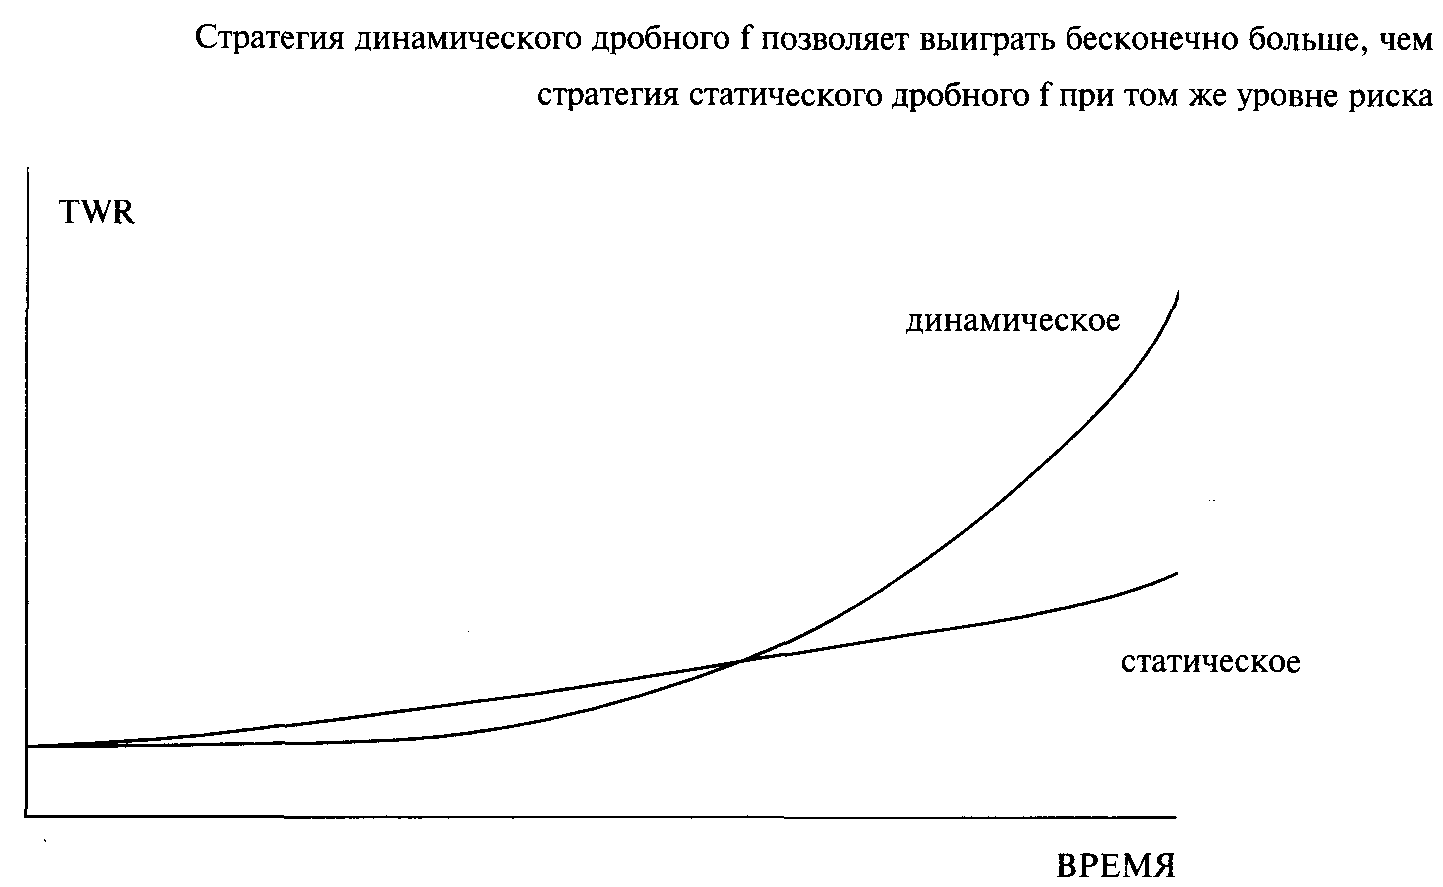 Стратегия динамического дробного f позволяет выиграть бесконечно больше, чем
стратегия статического дробного f при том же уровне риска
TWR
динамическое
статическое
ВРЕМЯ